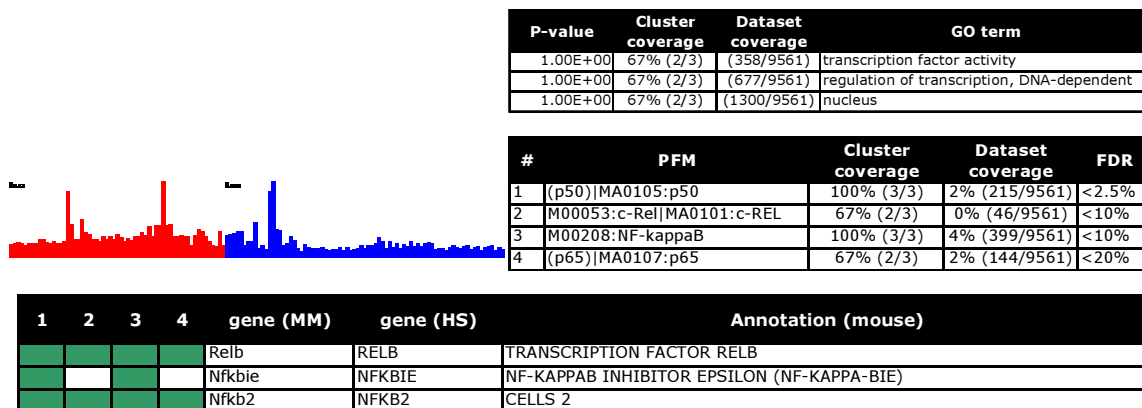 P-value Cluster coverage Dataset coverage GO term
1.00E+00 67% (2/3) (358/9561) transcription factor activity
1.00E+00 67% (2/3) (677/9561) regulation of transcription, DNA-dependent
1.00E+00 67% (2/3) (1300/9561) nucleus
# PFM Cluster coverage Dataset coverage FDR
1 (p50)|MA0105:p50 100% (3/3) 2% (215/9561) <2.5%
2 M00053:c-Rel|MA0101:c-REL 67% (2/3) 0% (46/9561) <10%
3 M00208:NF-kappaB 100% (3/3) 4% (399/9561) <10%
4 (p65)|MA0107:p65 67% (2/3) 2% (144/9561) <20%
1 2 3 4 gene (MM) gene (HS) Annotation (mouse)
Relb RELB TRANSCRIPTION FACTOR RELB
Nfkbie NFKBIE NF-KAPPAB INHIBITOR EPSILON (NF-KAPPA-BIE)
Nfkb2 NFKB2 CELLS 2